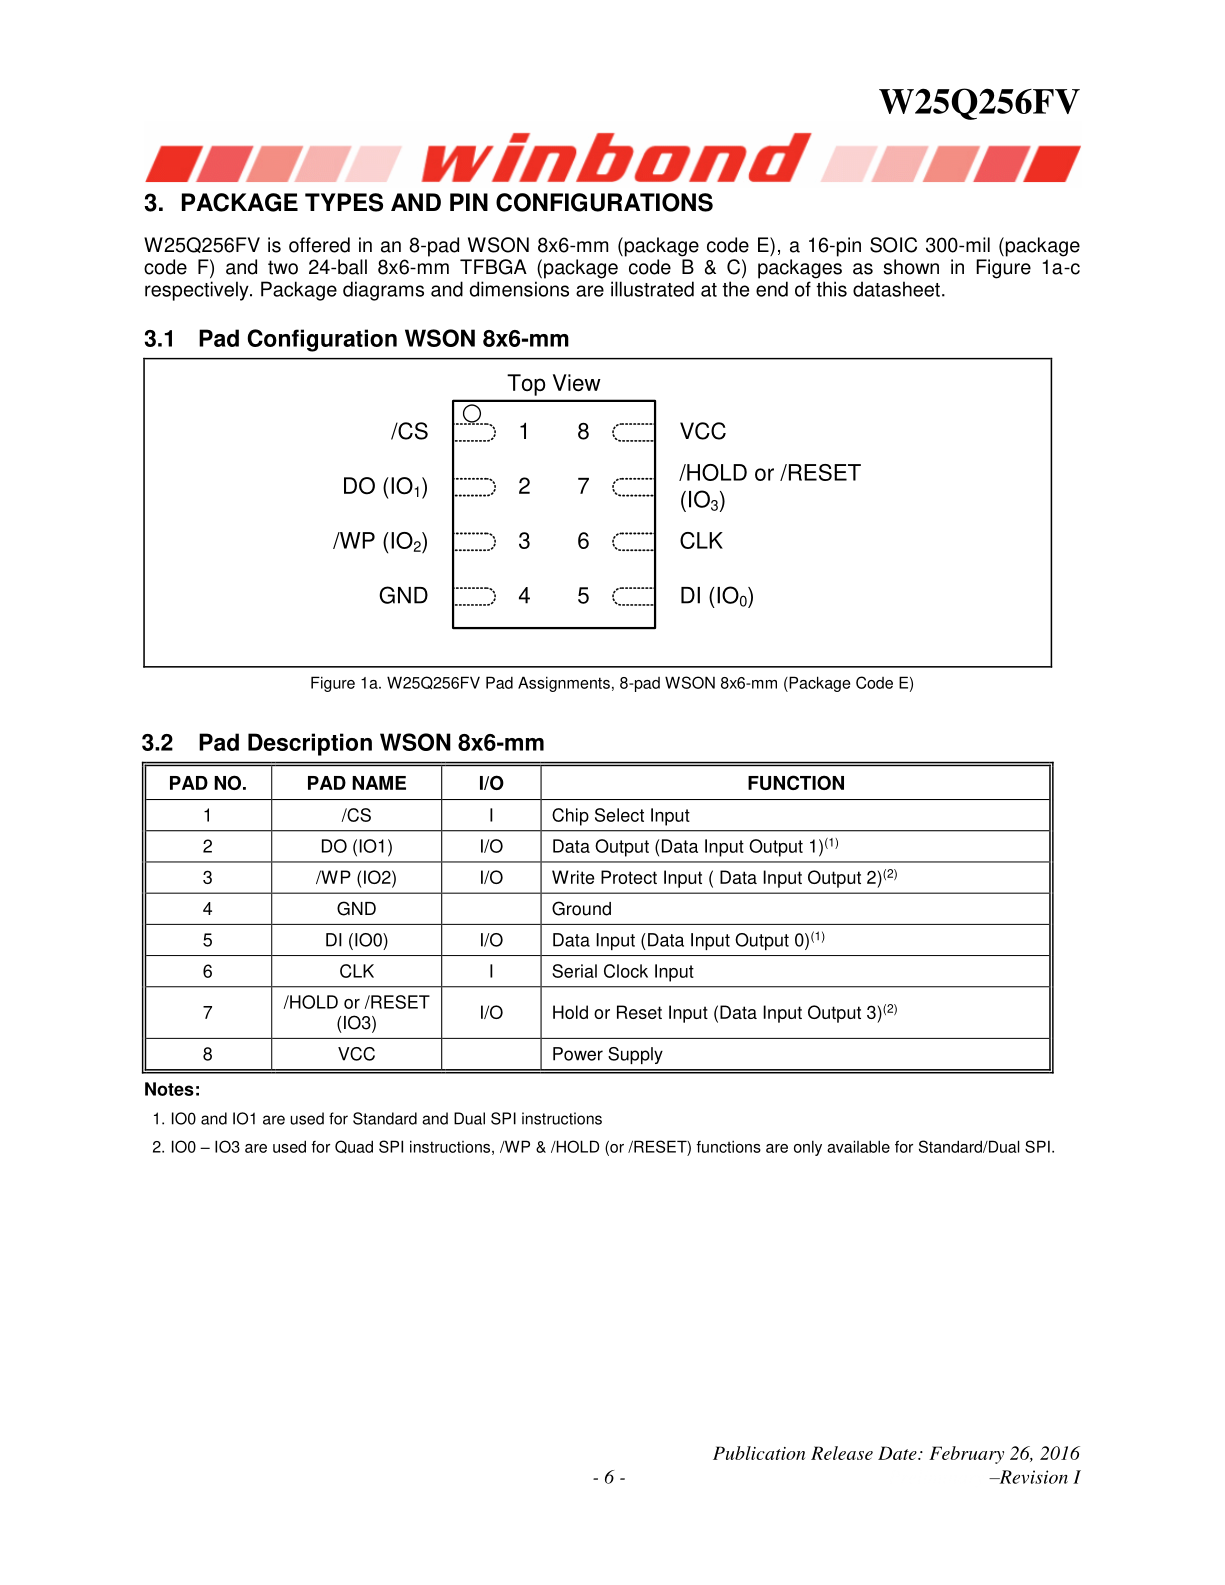 W25Q256FV
winbond
3. PACKAGE TYPES AND PIN CONFIGURATIONS
W25Q256FV is offered in an 8-pad WSON 8x6-mm (package code E), a 16-pin SOIC 300-mil (package
code F) and two 24-ball 8x6-mm TFBGA (package code B & C) packages as shown in Figure 1a-c
respectively. Package diagrams and dimensions are illustrated at the end of this datasheet.
3.1 Pad Configuration WSON 8x6-mm
Top View
/CS 1 8 VCC
DO (IO₁) 2 7 /HOLD or /RESET
(IO₃)
/WP (IO₂) 3 6 CLK
GND 4 5 DI (IO₀)
Figure 1a. W25Q256FV Pad Assignments, 8-pad WSON 8x6-mm (Package Code E)
3.2 Pad Description WSON 8x6-mm
PAD NO. PAD NAME I/O FUNCTION
1 /CS I Chip Select Input
2 DO (IO1) I/O Data Output (Data Input Output 1)⁽¹⁾
3 /WP (IO2) I/O Write Protect Input ( Data Input Output 2)⁽²⁾
4 GND Ground
5 DI (IO0) I/O Data Input (Data Input Output 0)⁽¹⁾
6 CLK I Serial Clock Input
7 /HOLD or /RESET
(IO3) I/O Hold or Reset Input (Data Input Output 3)⁽²⁾
8 VCC Power Supply
Notes:
1. IO0 and IO1 are used for Standard and Dual SPI instructions
2. IO0 – IO3 are used for Quad SPI instructions, /WP & /HOLD (or /RESET) functions are only available for Standard/Dual SPI.
Publication Release Date: February 26, 2016
- 6 - –Revision I